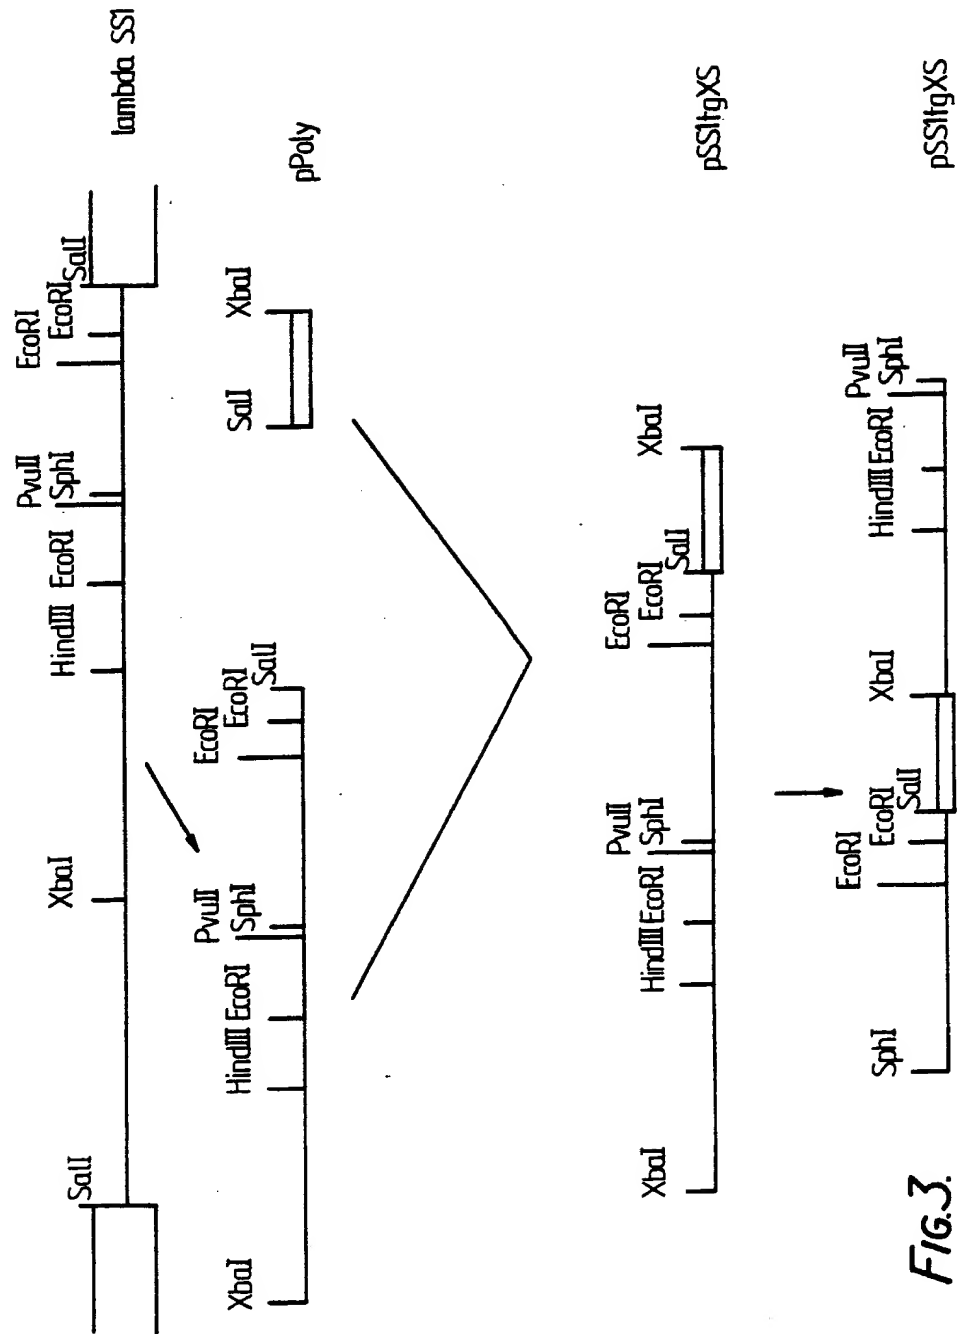 PvuII EcoRI
SalI XbaI HindIII EcoRI SphI EcoRI SalI
lambda SS1
PvuII EcoRI
XbaI HindIII EcoRI SphI EcoRI SalI SalI XbaI
pPoly
PvuII EcoRI
XbaI HindIII EcoRI SphI EcoRI SalI XbaI
pSS1tgXS
EcoRI PvuII
SphI EcoRI SalI XbaI HindIII EcoRI SphI
pSS1tgXS
FIG.3.